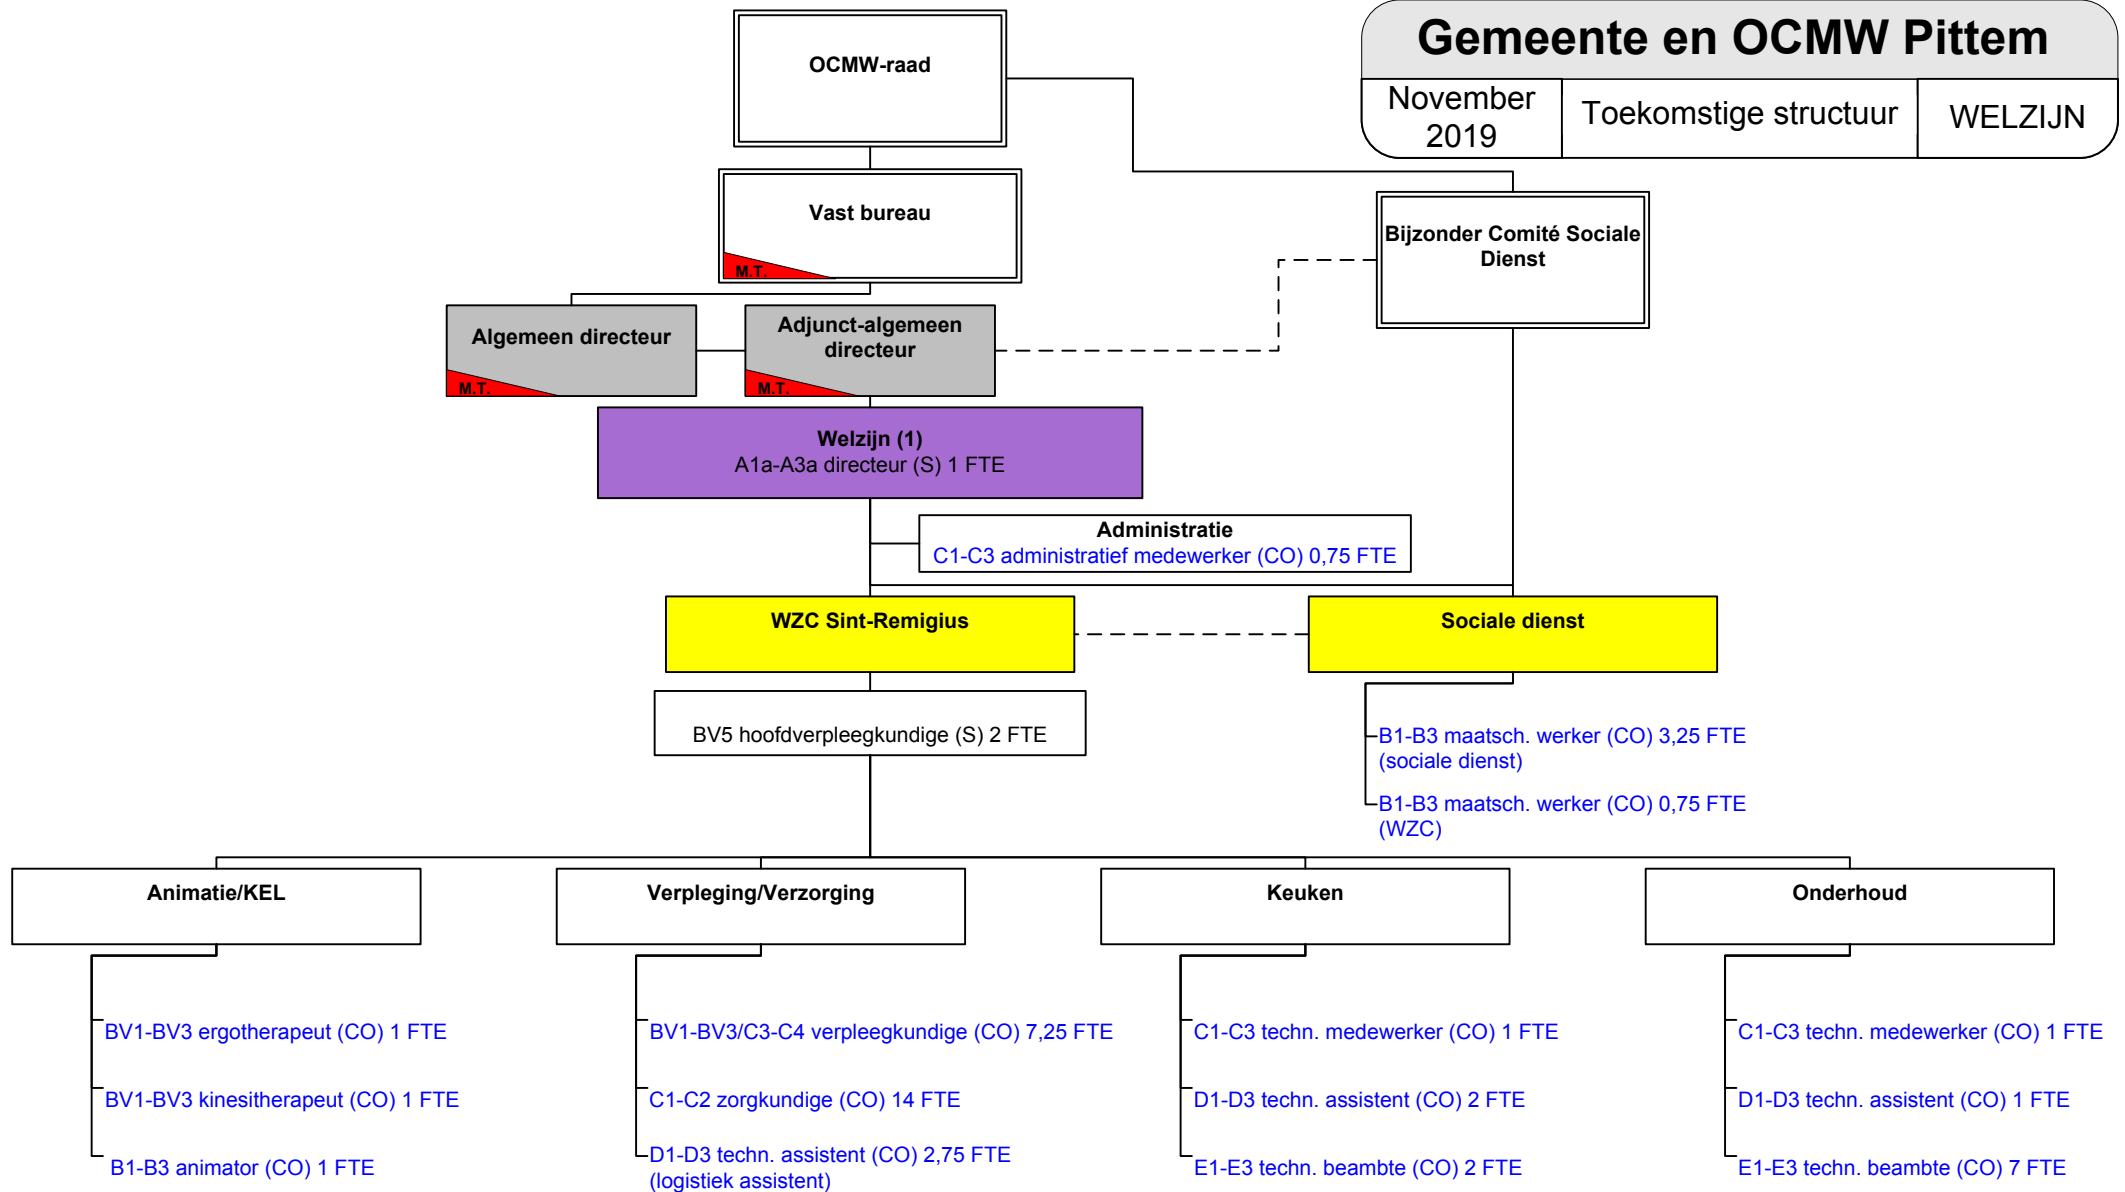 Gemeente en OCMW Pittem
November
2019
Toekomstige structuur
WELZIJN
OCMW-raad
Vast bureau
M.T.
Bijzonder Comité Sociale
Dienst
Algemeen directeur
M.T.
Adjunct-algemeen
directeur
M.T.
Welzijn (1)
A1a-A3a directeur (S) 1 FTE
Administratie
C1-C3 administratief medewerker (CO) 0,75 FTE
WZC Sint-Remigius
Sociale dienst
BV5 hoofdverpleegkundige (S) 2 FTE
B1-B3 maatsch. werker (CO) 3,25 FTE
(sociale dienst)
B1-B3 maatsch. werker (CO) 0,75 FTE
(WZC)
Animatie/KEL
BV1-BV3 ergotherapeut (CO) 1 FTE
BV1-BV3 kinesitherapeut (CO) 1 FTE
B1-B3 animator (CO) 1 FTE
Verpleging/Verzorging
BV1-BV3/C3-C4 verpleegkundige (CO) 7,25 FTE
C1-C2 zorgkundige (CO) 14 FTE
D1-D3 techn. assistent (CO) 2,75 FTE
(logistiek assistent)
Keuken
C1-C3 techn. medewerker (CO) 1 FTE
D1-D3 techn. assistent (CO) 2 FTE
E1-E3 techn. beambte (CO) 2 FTE
Onderhoud
C1-C3 techn. medewerker (CO) 1 FTE
D1-D3 techn. assistent (CO) 1 FTE
E1-E3 techn. beambte (CO) 7 FTE